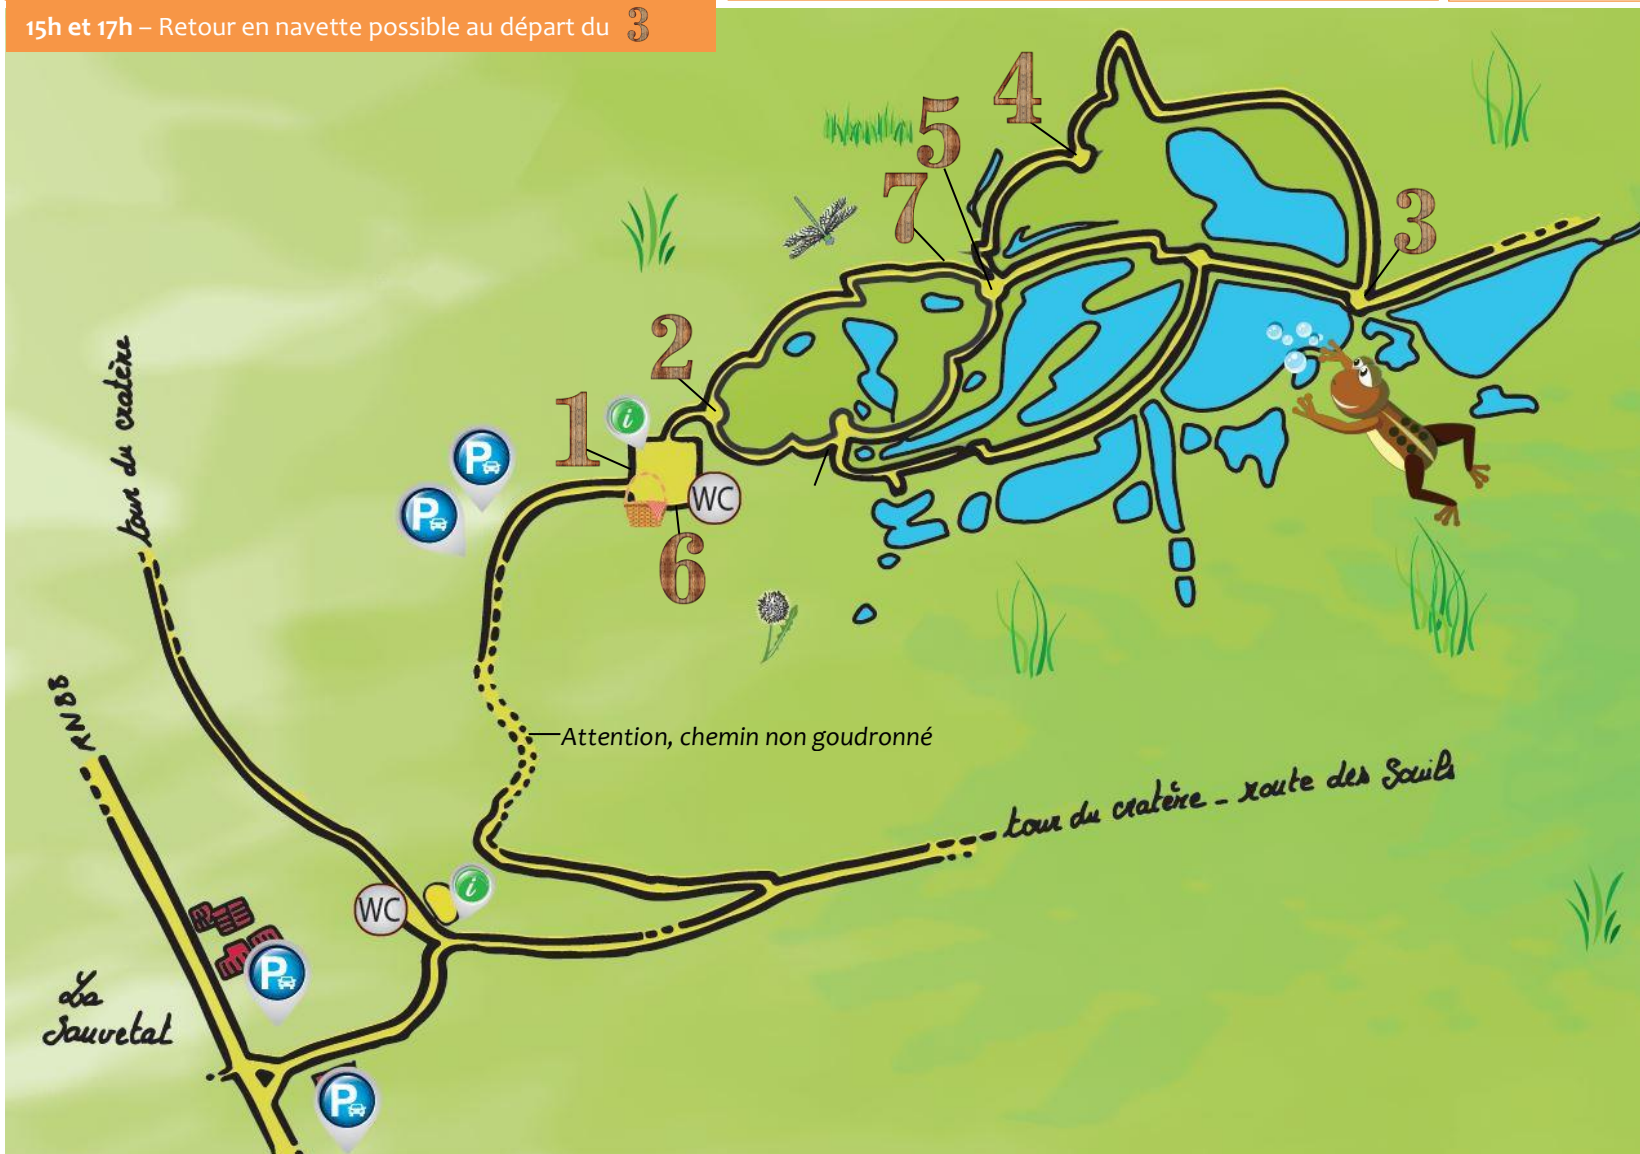 15h et 17h – Retour en navette possible au départ du 3
4
5
7
3
2
tour du cratère
1
i
P
P
WC
6
RN88
Attention, chemin non goudronné
tour du cratère - route des Sauils
i
WC
P
La
Sauvetat
P